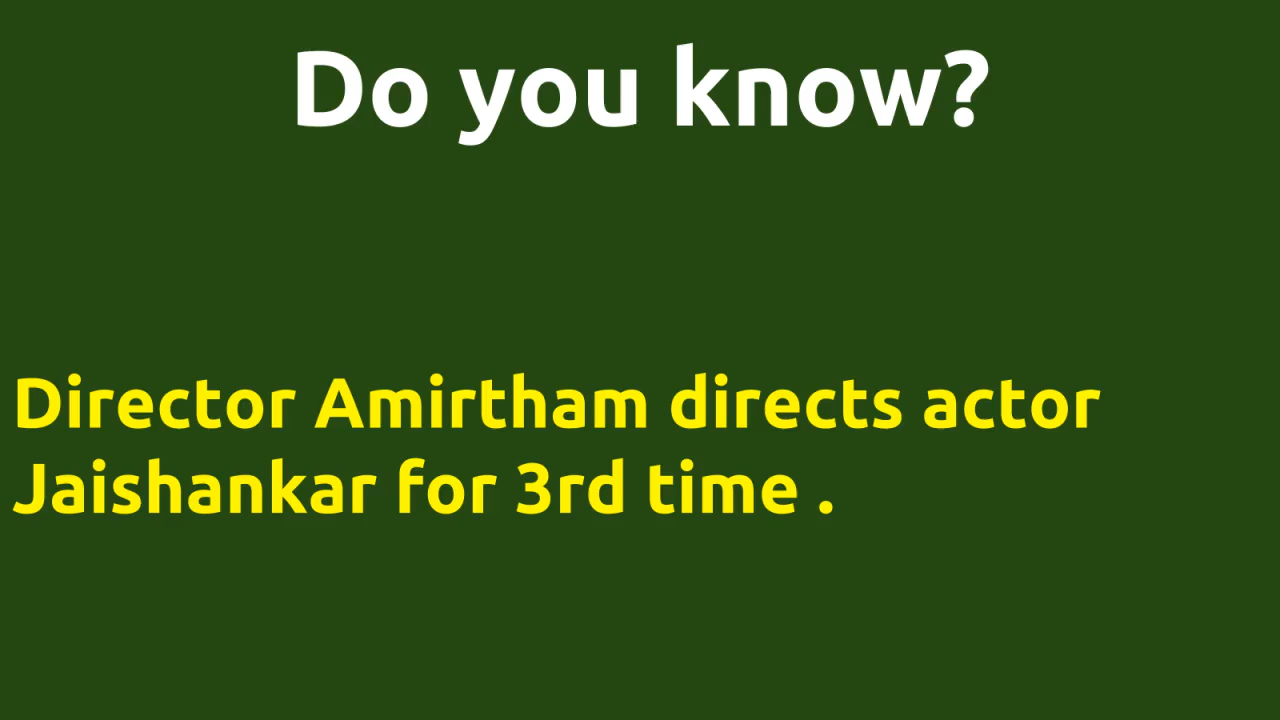 Do you know?
Director Amirtham directs actor
Jaishankar for 3rd time .